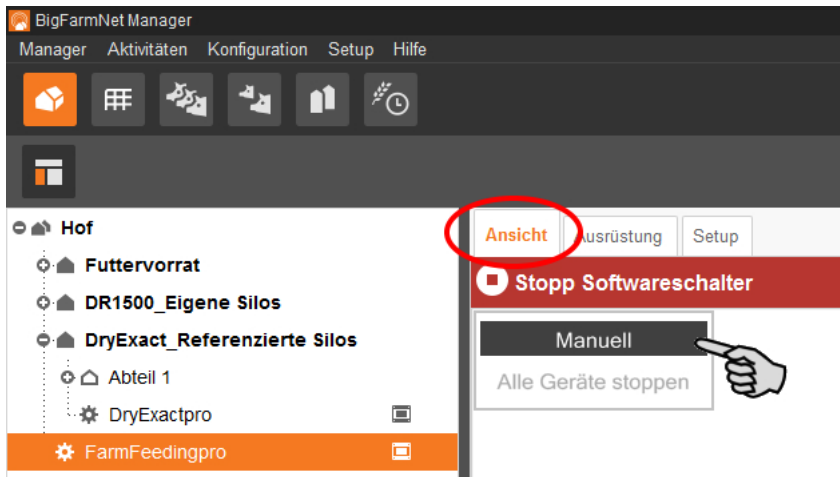 BigFarmNet Manager
Manager Aktivitäten Konfiguration Setup Hilfe
Hof
Futtervorrat
DR1500_Eigene Silos
DryExact_Referenzierte Silos
Abteil 1
DryExactpro
FarmFeedingpro
Ansicht Ausrüstung Setup
Stopp Softwareschalter
Manuell
Alle Geräte stoppen